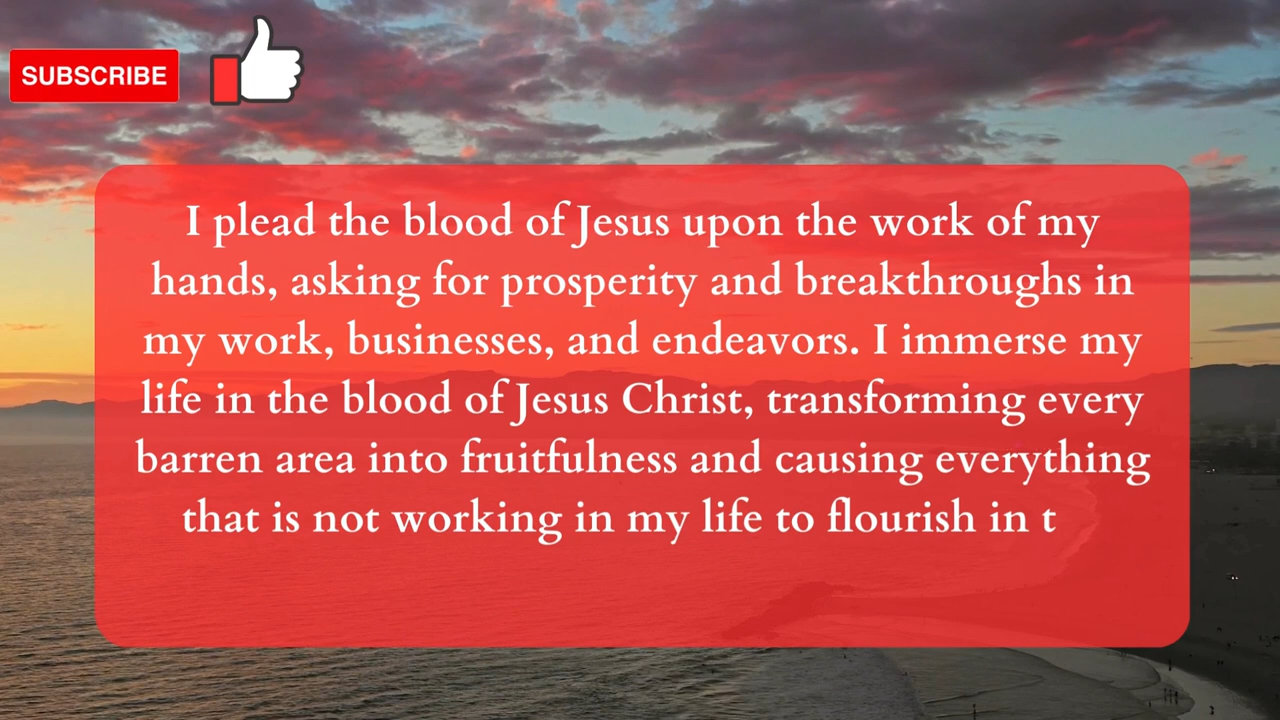 SUBSCRIBE
I plead the blood of Jesus upon the work of my
hands, asking for prosperity and breakthroughs in
my work, businesses, and endeavors. I immerse my
life in the blood of Jesus Christ, transforming every
barren area into fruitfulness and causing everything
that is not working in my life to flourish in t